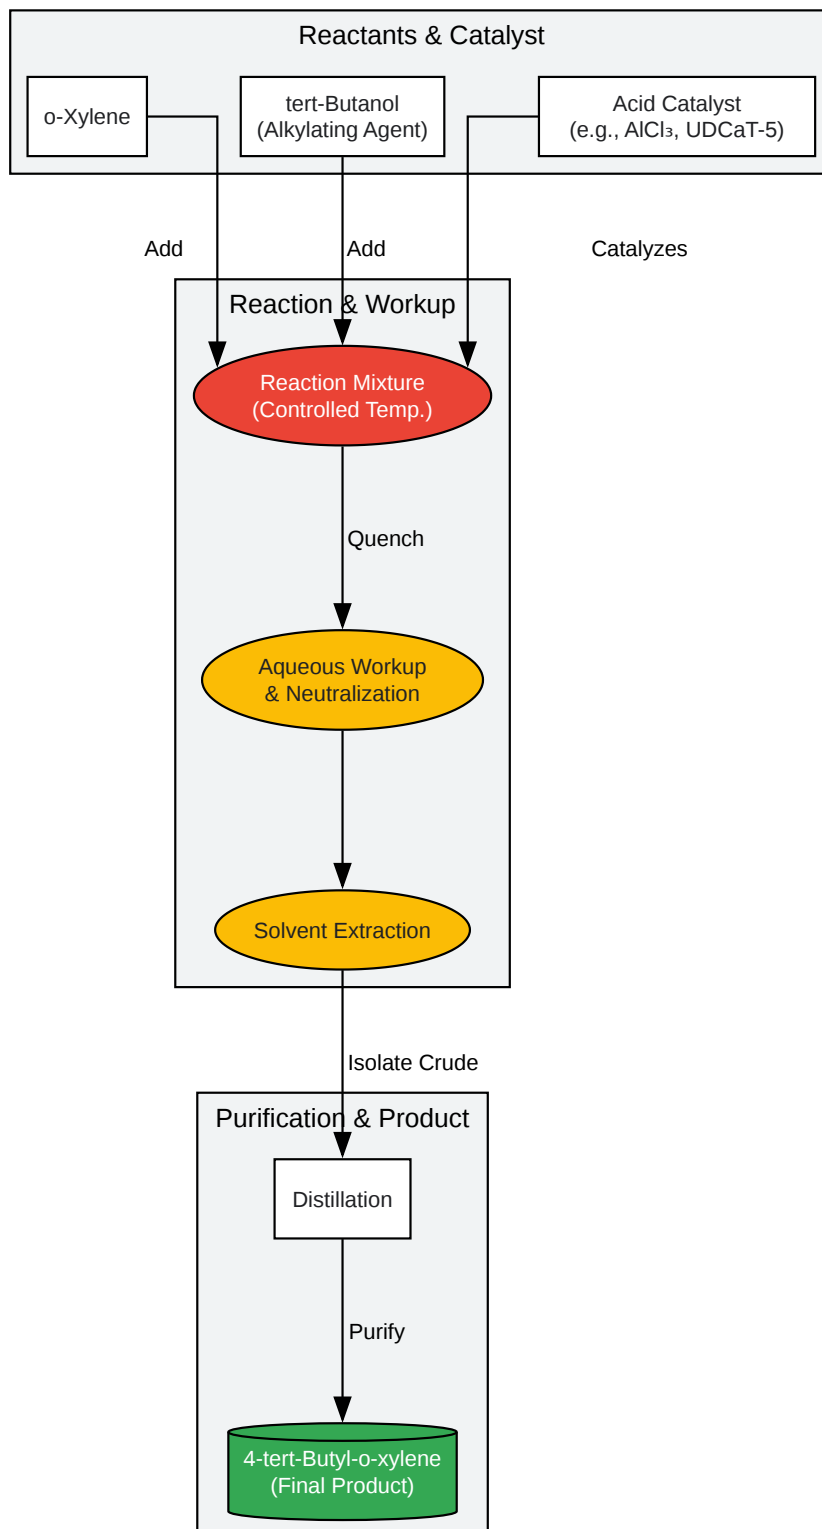 Reactants & Catalyst
o-Xylene
tert-Butanol
(Alkylating Agent)
Acid Catalyst
(e.g., AlCl₃, UDCaT-5)
Add
Add
Catalyzes
Reaction & Workup
Reaction Mixture
(Controlled Temp.)
Quench
Aqueous Workup
& Neutralization
Solvent Extraction
Isolate Crude
Purification & Product
Distillation
Purify
4-tert-Butyl-o-xylene
(Final Product)